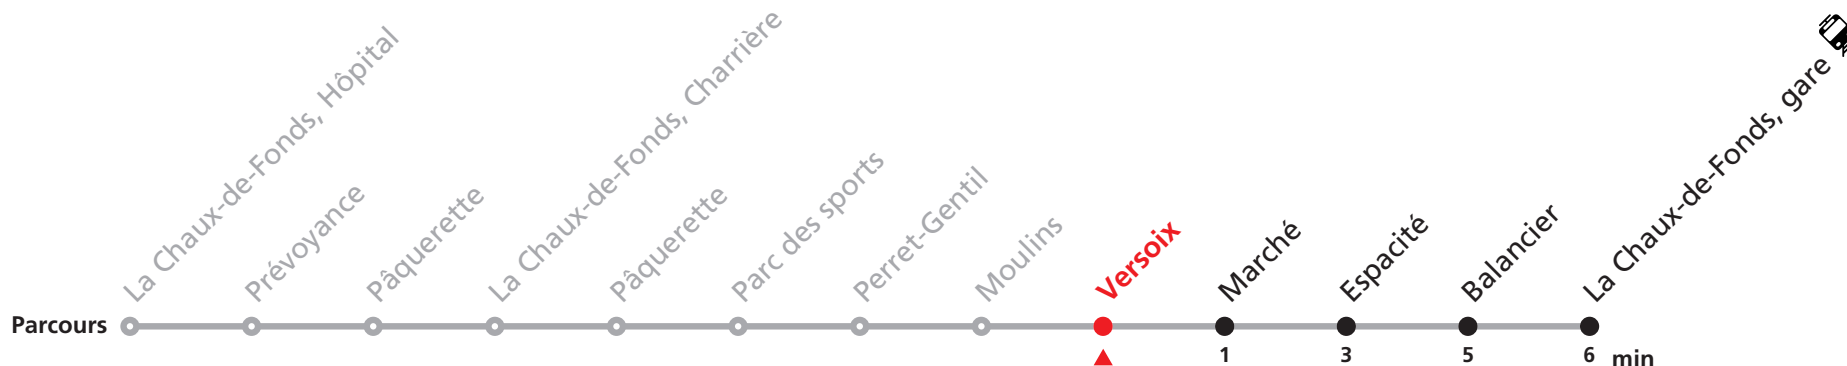 La Chaux-de-Fonds, Hôpital
Prévoyance
Pâquerette
La Chaux-de-Fonds, Charrière
Pâquerette
Parc des sports
Perret-Gentil
Moulins
Versoix
Marché
Espacité
Balancier
La Chaux-de-Fonds, gare
Parcours
1 3 5 6 min